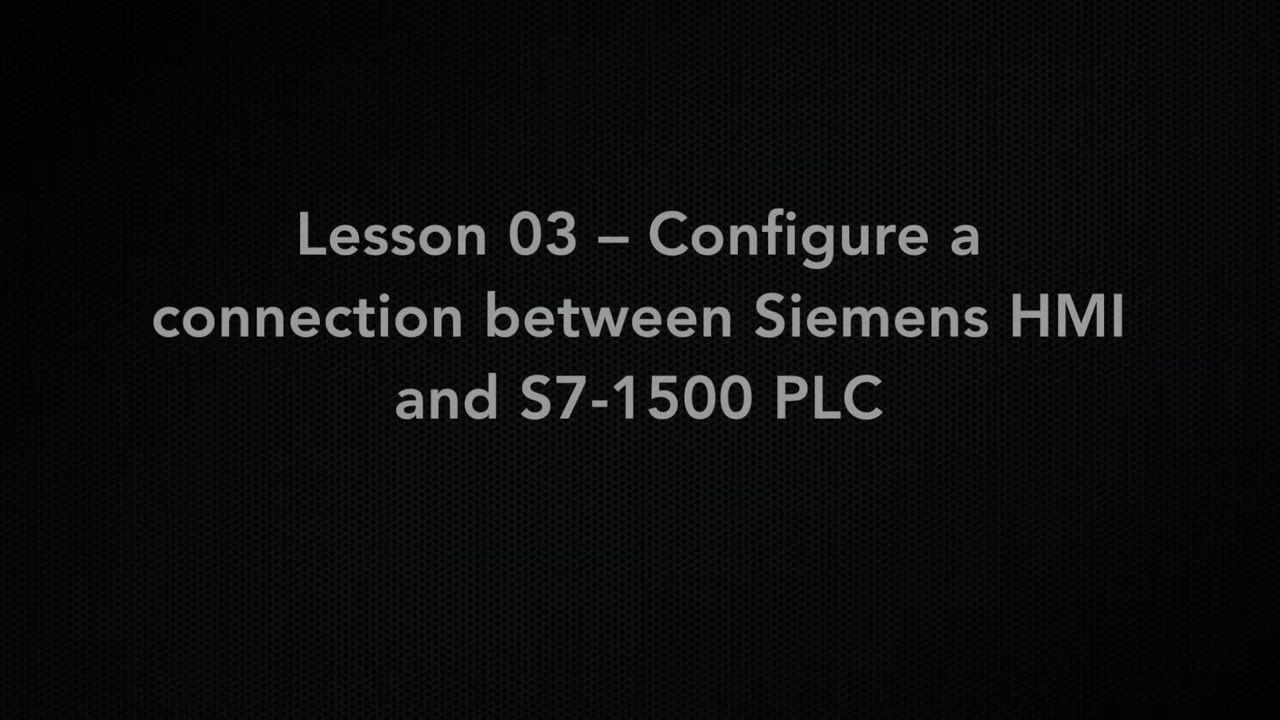 Lesson 03 – Configure a
connection between Siemens HMI
and S7-1500 PLC